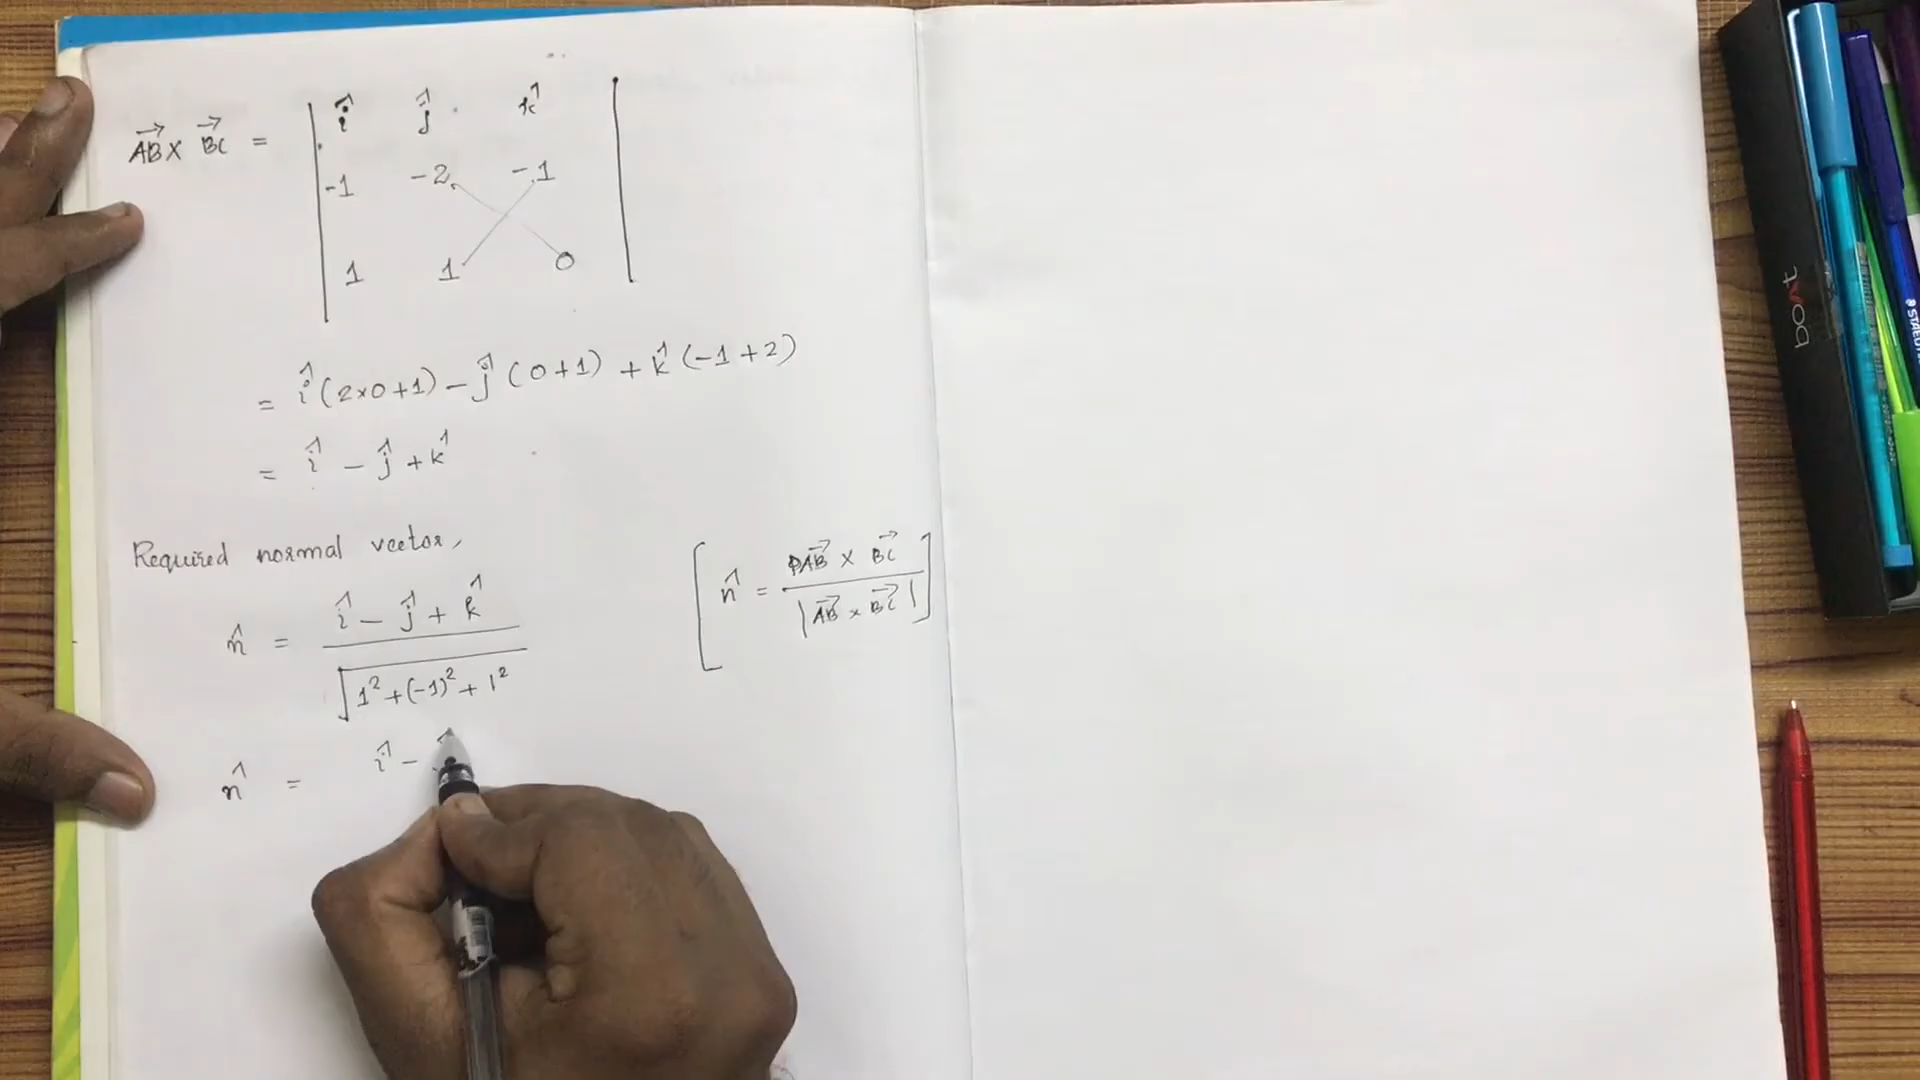 AB⃗ X BC⃗ = | î ĵ k̂ |
-1 -2 -1
1 1 0
= î (2×0+1) - ĵ (0+1) + k̂ (-1+2)
= î - ĵ + k̂
Required normal vector,
n̂ = (î - ĵ + k̂) / √(1² + (-1)² + 1²)
[ n̂ = (AB⃗ × BC⃗) / |AB⃗ × BC⃗| ]
n̂ = î -
boAt